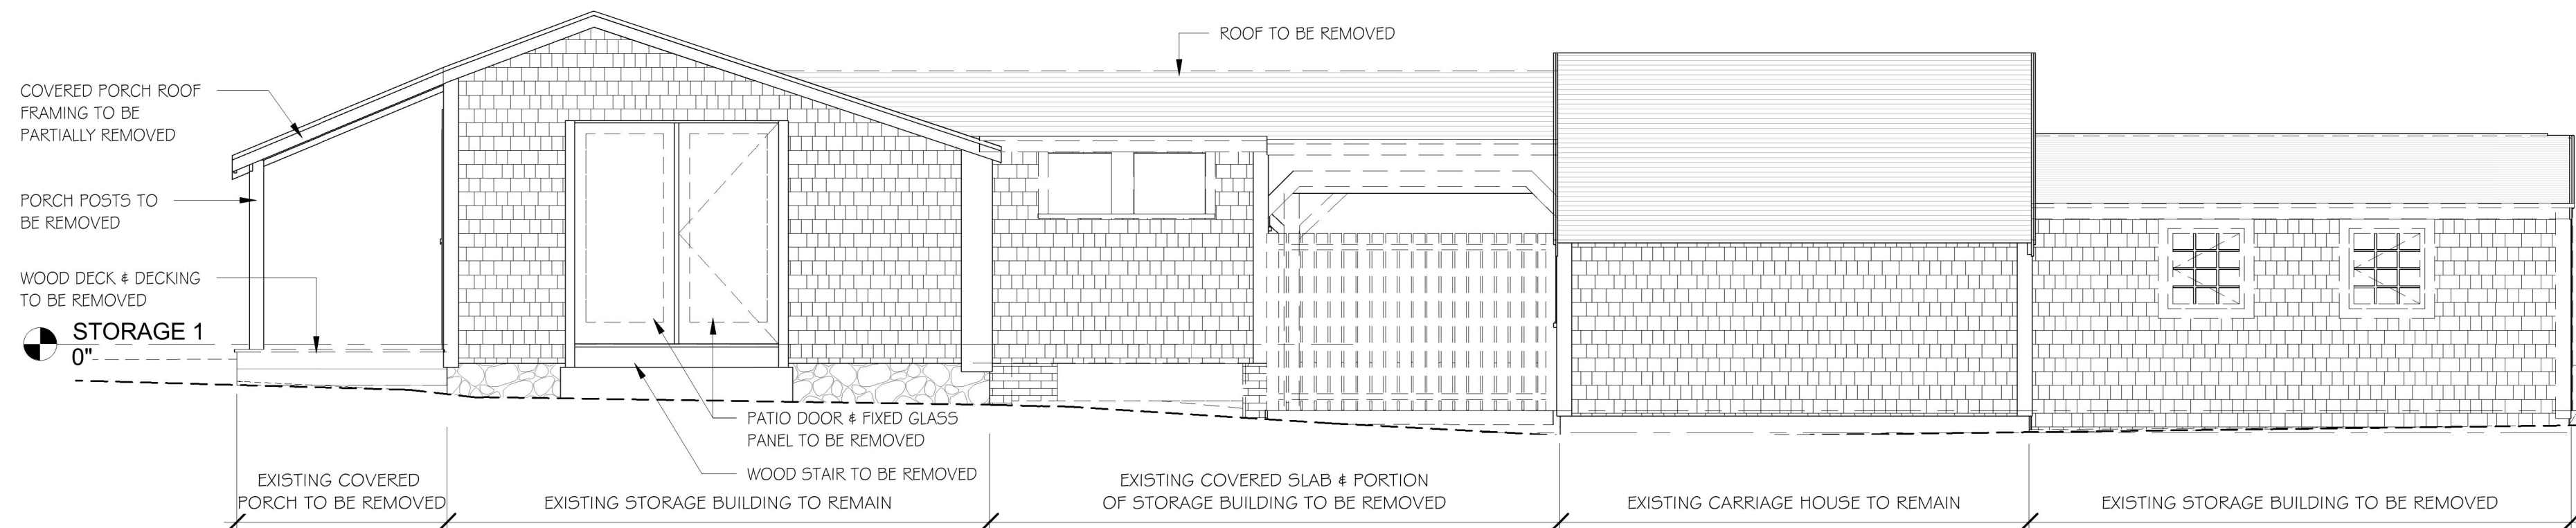 ROOF TO BE REMOVED
COVERED PORCH ROOF
FRAMING TO BE
PARTIALLY REMOVED
PORCH POSTS TO
BE REMOVED
WOOD DECK & DECKING
TO BE REMOVED
STORAGE 1
0"
PATIO DOOR & FIXED GLASS
PANEL TO BE REMOVED
WOOD STAIR TO BE REMOVED
EXISTING COVERED
PORCH TO BE REMOVED
EXISTING STORAGE BUILDING TO REMAIN
EXISTING COVERED SLAB & PORTION
OF STORAGE BUILDING TO BE REMOVED
EXISTING CARRIAGE HOUSE TO REMAIN
EXISTING STORAGE BUILDING TO BE REMOVED